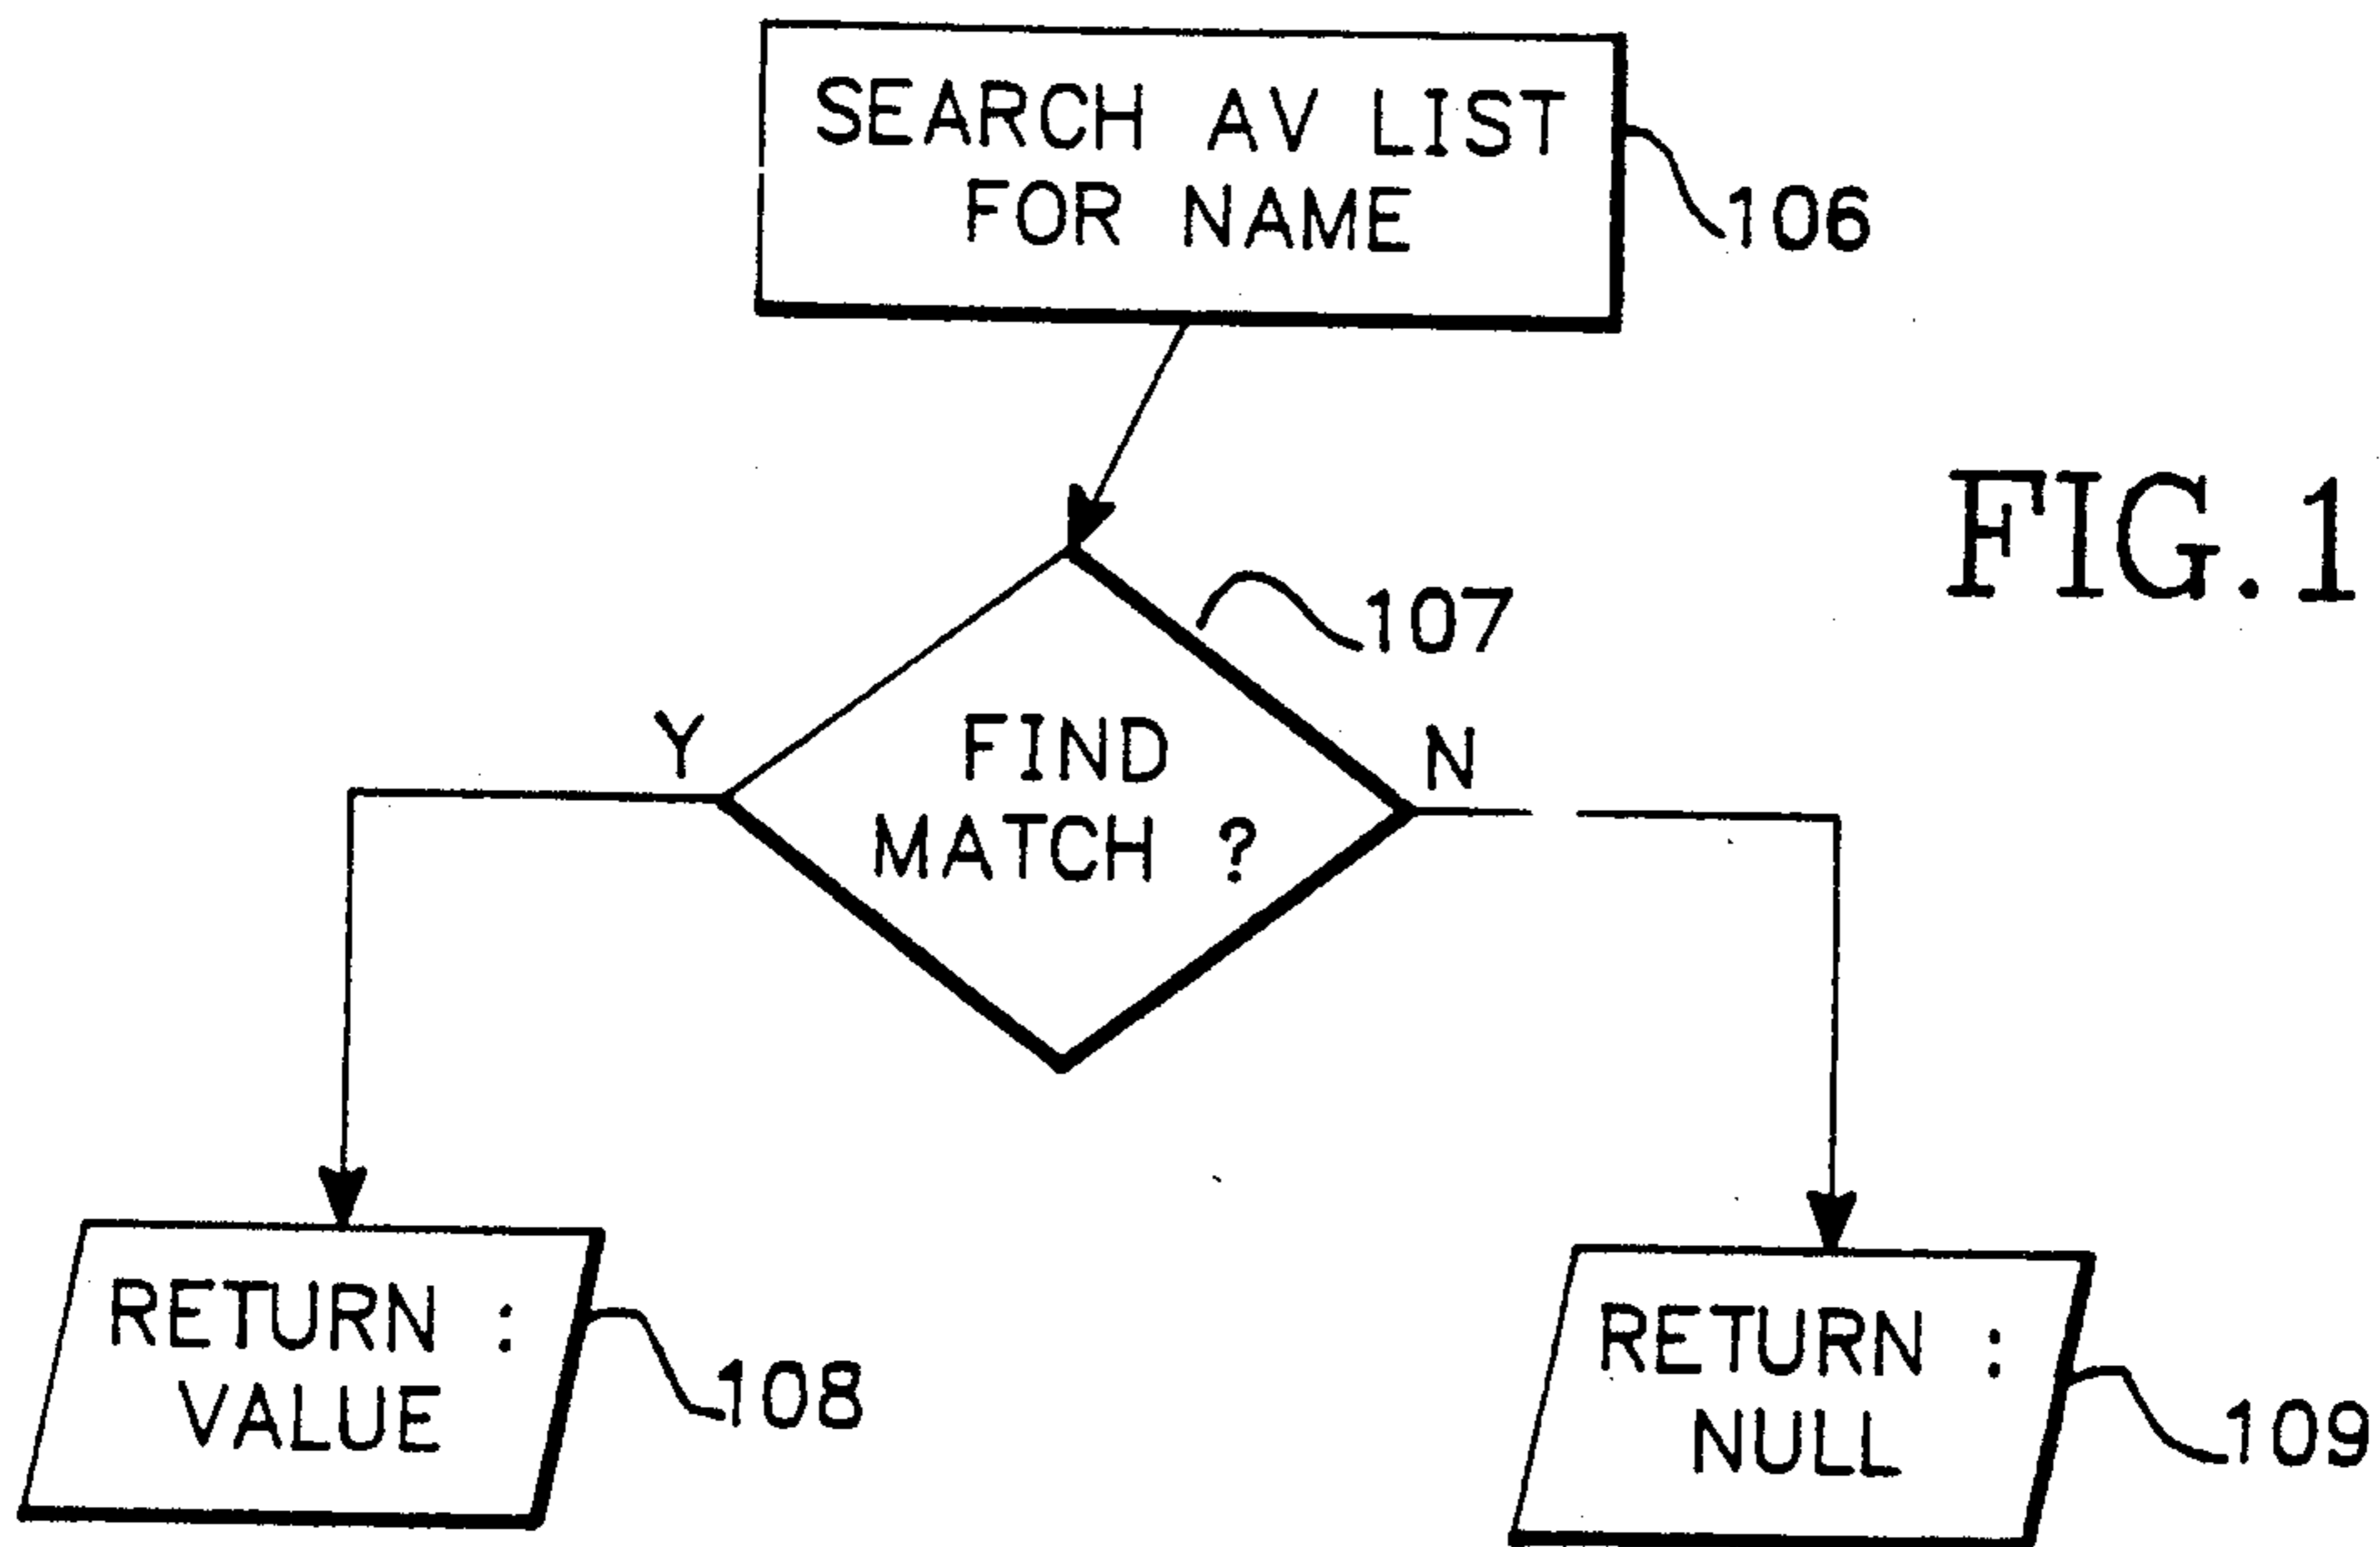 SEARCH AV LIST
FOR NAME
106
FIG.1
107
Y
FIND
MATCH ?
N
RETURN :
VALUE
108
RETURN :
NULL
109